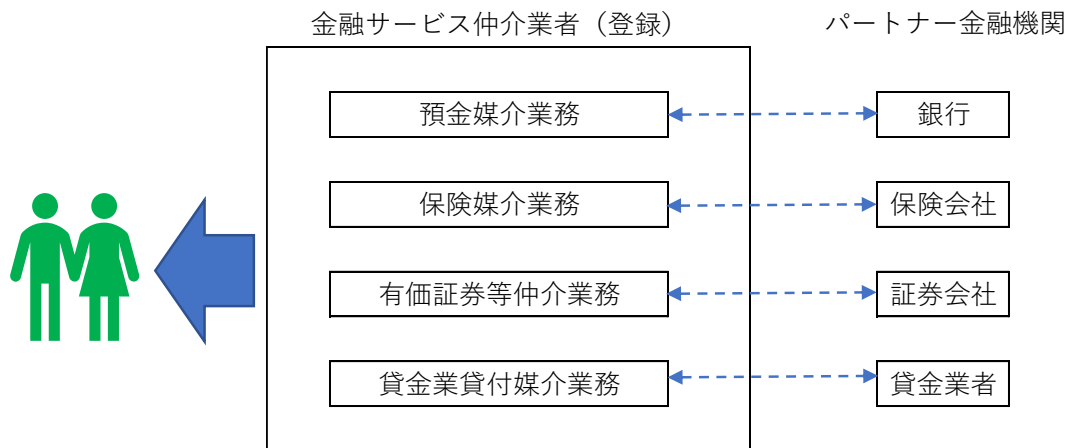 金融サービス仲介業者（登録）
パートナー金融機関
預金媒介業務
銀行
保険媒介業務
保険会社
有価証券等仲介業務
証券会社
貸金業貸付媒介業務
貸金業者